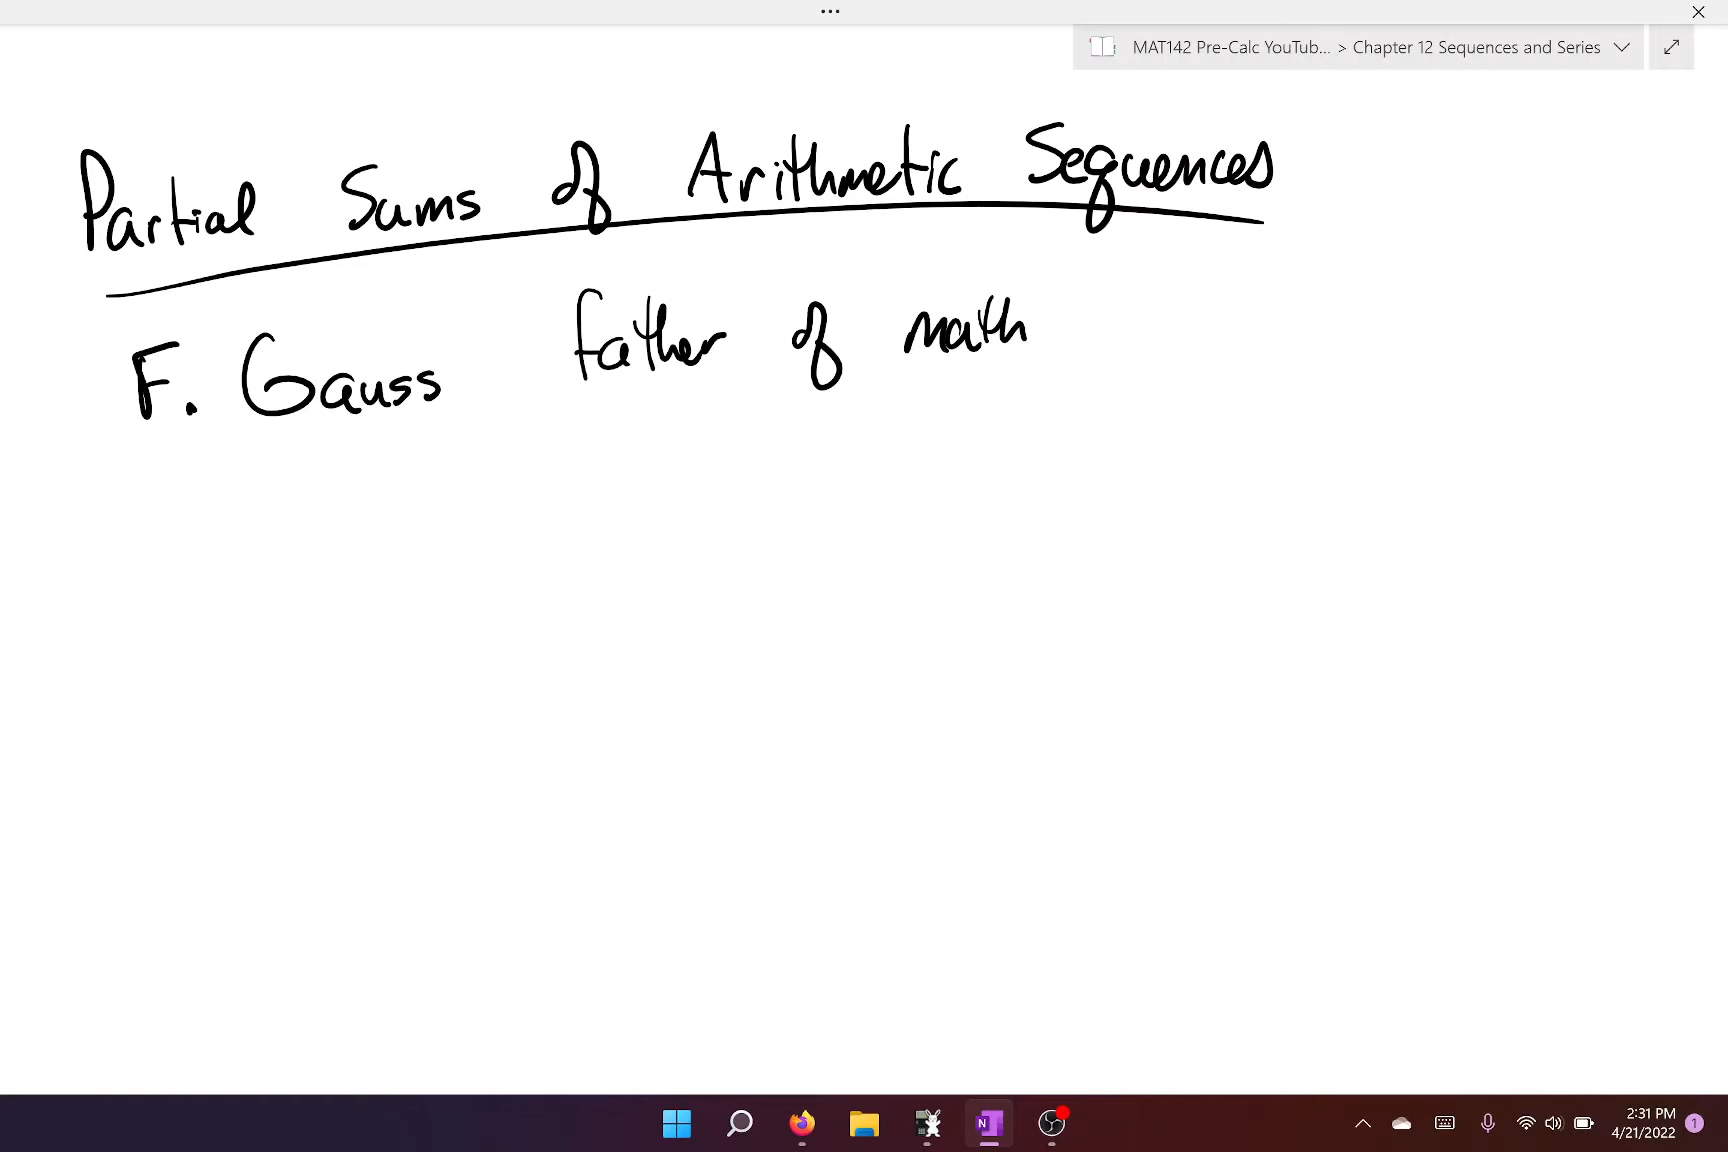 MAT142 Pre-Calc YouTub... > Chapter 12 Sequences and Series
Partial Sums of Arithmetic Sequences
F. Gauss father of math
2:31 PM
4/21/2022
1